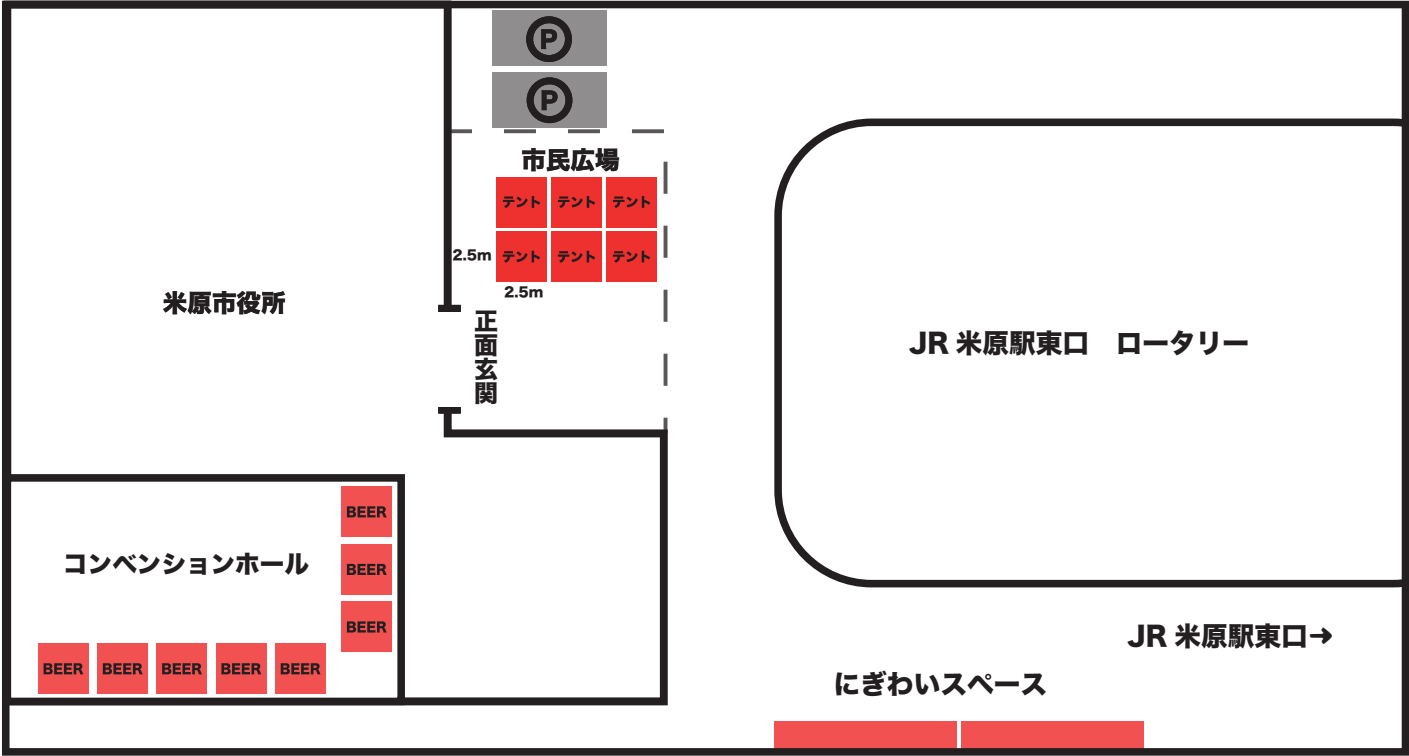 P
P
市民広場
テント テント テント
2.5m テント テント テント
2.5m
米原市役所
正面玄関
JR 米原駅東口　ロータリー
コンベンションホール
BEER
BEER
BEER
BEER BEER BEER BEER BEER
JR 米原駅東口→
にぎわいスペース